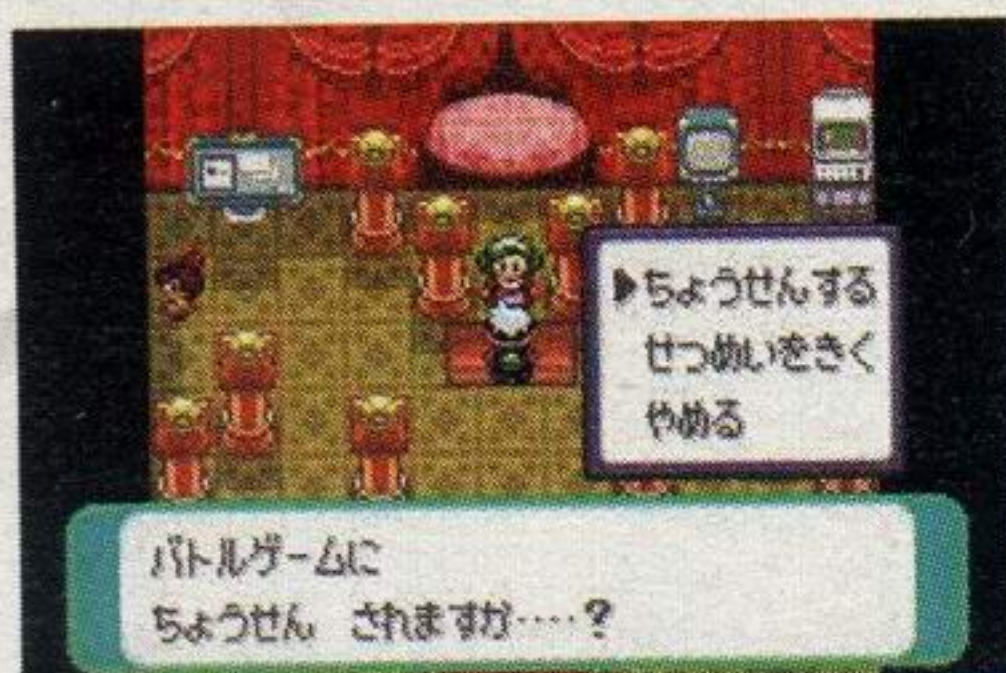 ▶ちょうせんする
せつめいをきく
やめる
バトルゲームに
ちょうせん されますか‥‥?